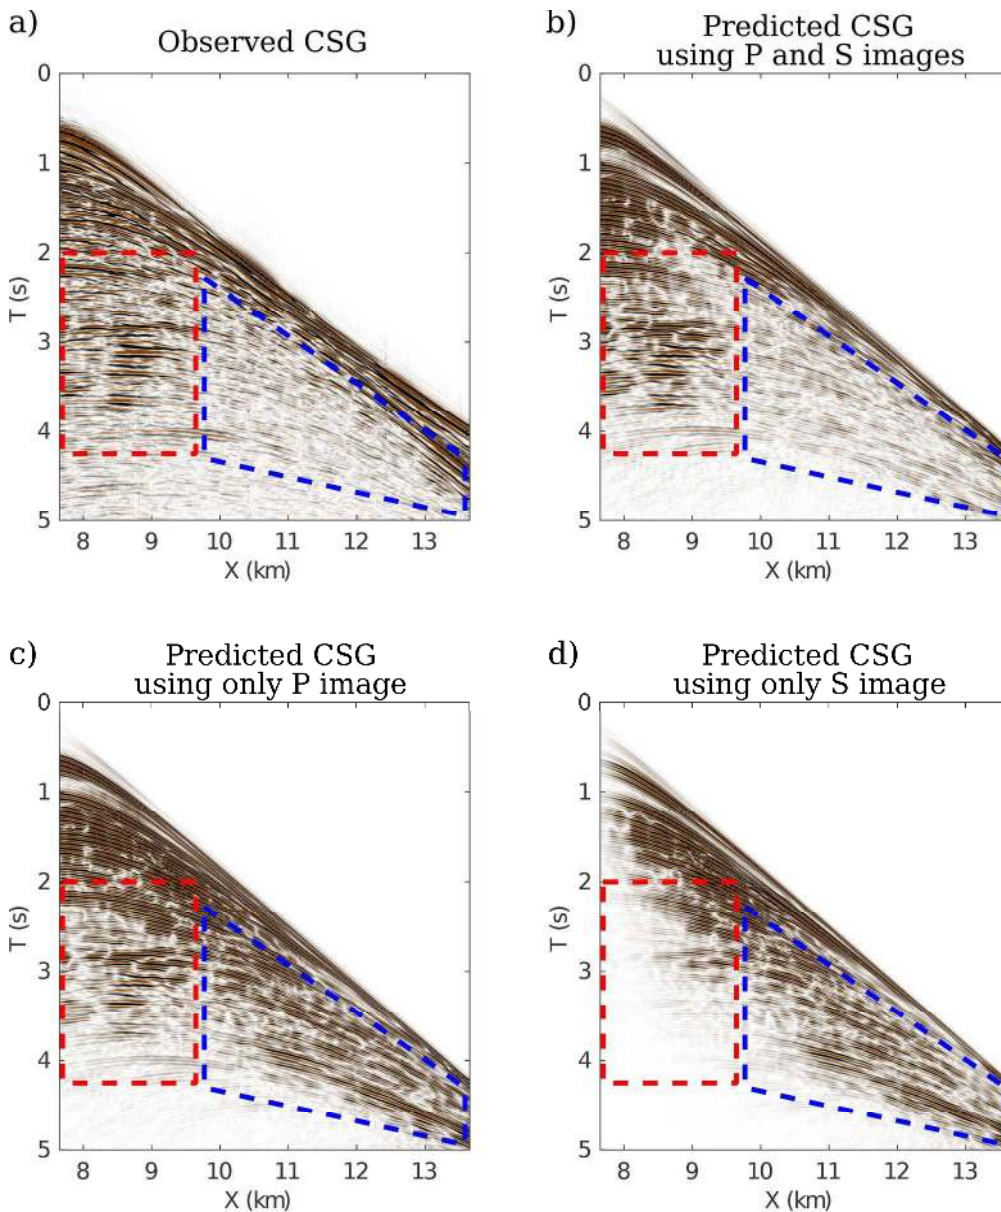 a)
Observed CSG
0
1
2
3
4
5
T (s)
8 9 10 11 12 13
X (km)
b)
Predicted CSG
using P and S images
0
1
2
3
4
5
T (s)
8 9 10 11 12 13
X (km)
c)
Predicted CSG
using only P image
0
1
2
3
4
5
T (s)
8 9 10 11 12 13
X (km)
d)
Predicted CSG
using only S image
0
1
2
3
4
5
T (s)
8 9 10 11 12 13
X (km)